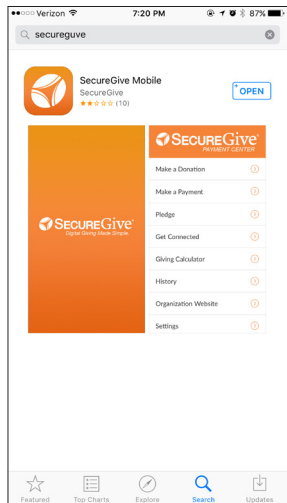 Verizon 7:20 PM 87%
secureguve
SecureGive Mobile
SecureGive
(10)
+ OPEN
SECUREGIVE
Digital Giving Made Simple
SECUREGIVE
PAYMENT CENTER
Make a Donation
Make a Payment
Pledge
Get Connected
Giving Calculator
History
Organization Website
Settings
Featured Top Charts Explore Search Updates